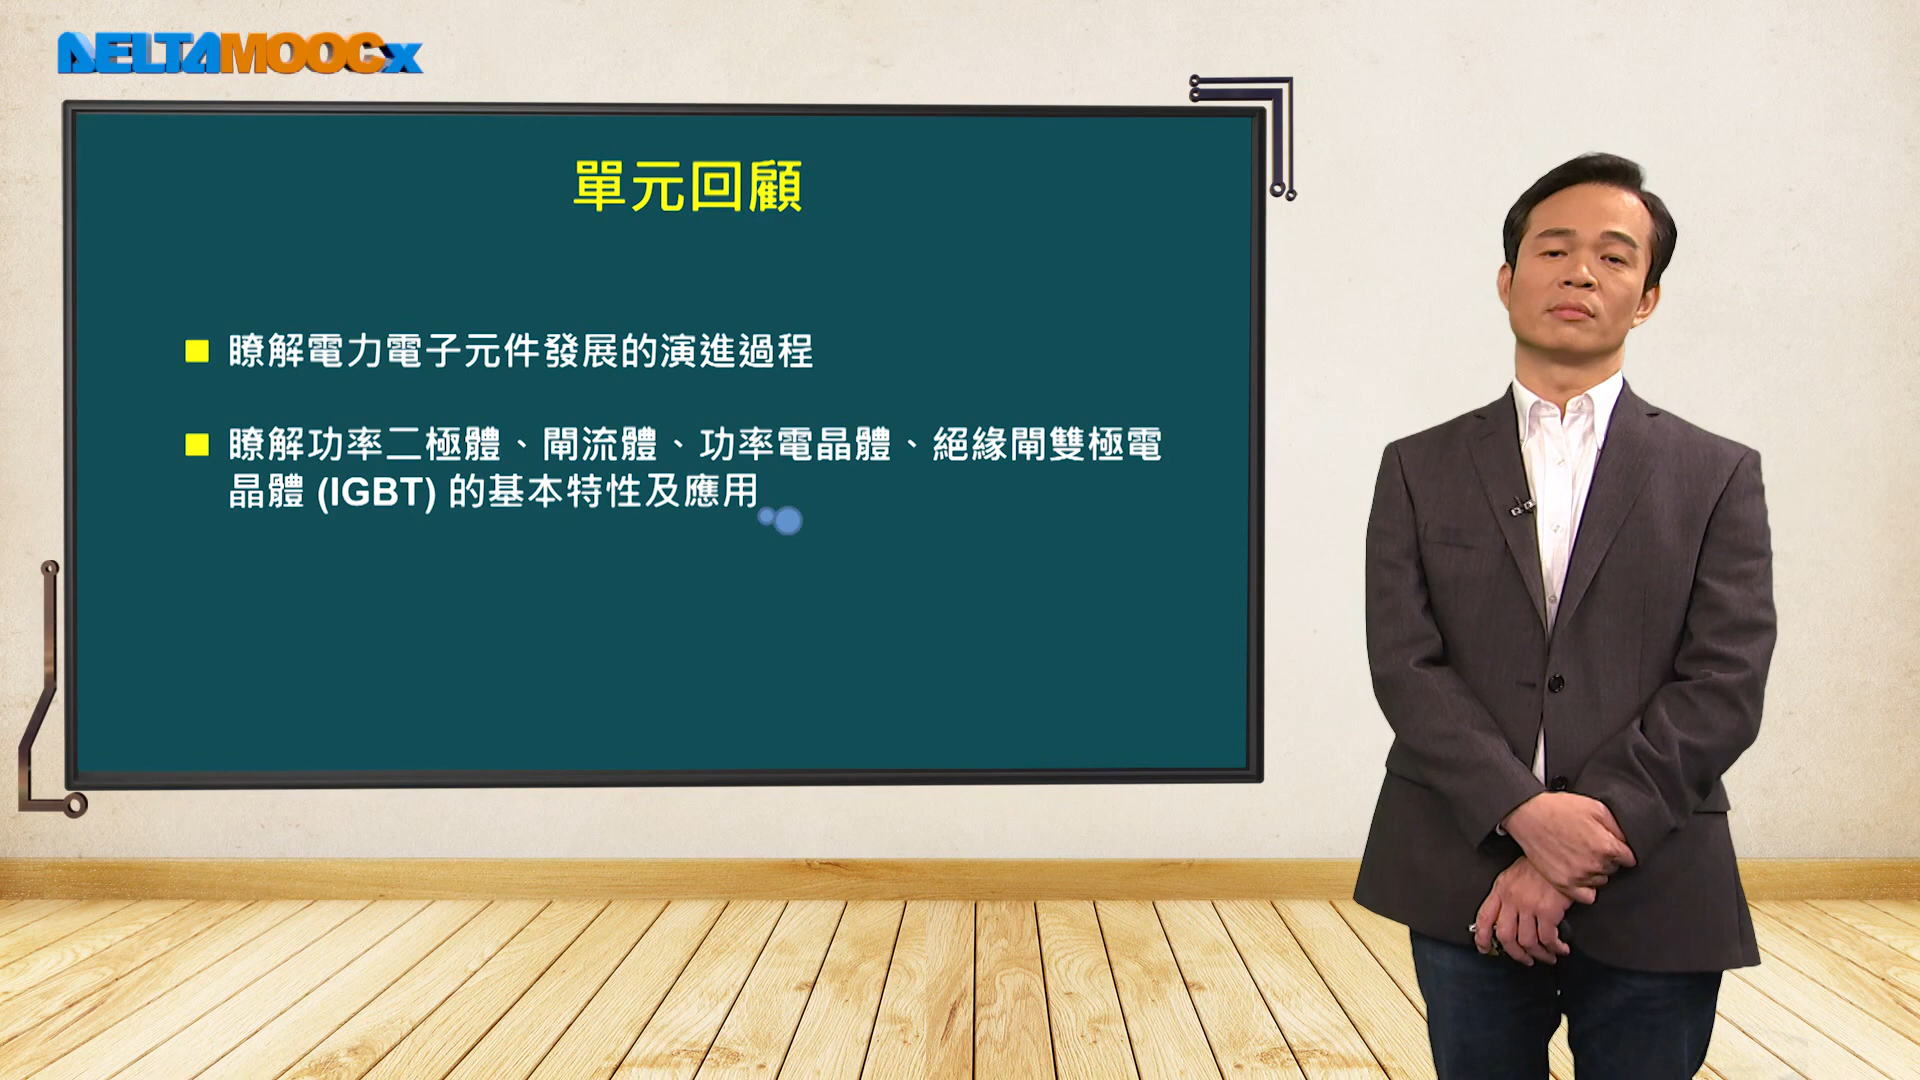 DELTAMOOCx
單元回顧
瞭解電力電子元件發展的演進過程
瞭解功率二極體、閘流體、功率電晶體、絕緣閘雙極電
晶體 (IGBT) 的基本特性及應用